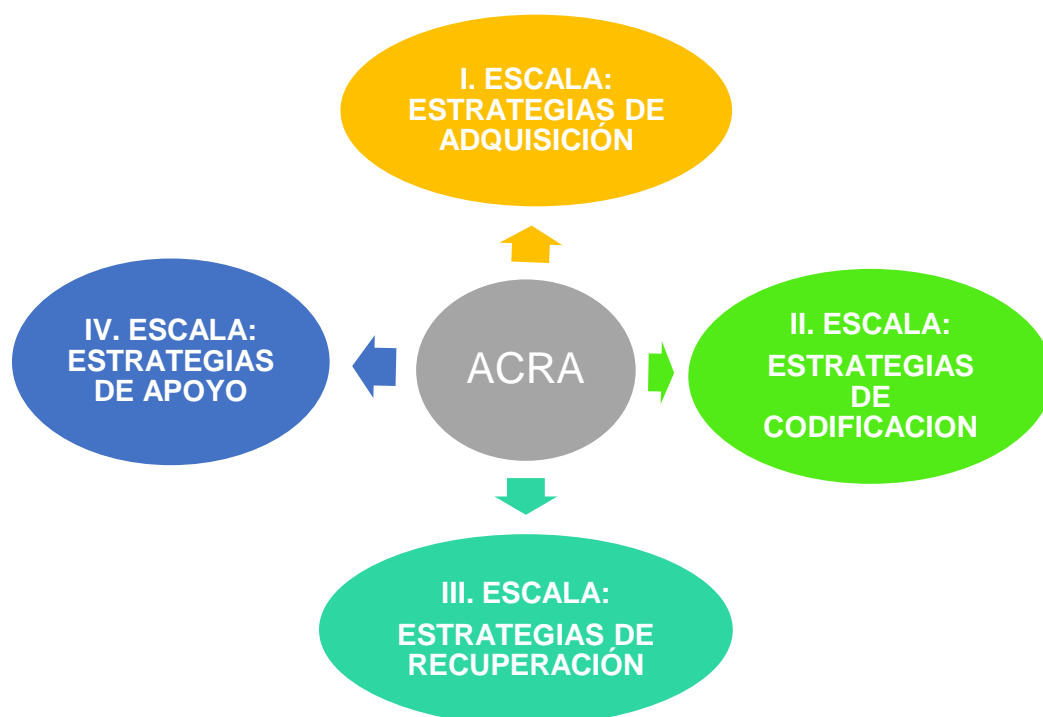 I. ESCALA:
ESTRATEGIAS DE
ADQUISICIÓN
IV. ESCALA:
ESTRATEGIAS
DE APOYO
ACRA
II. ESCALA:
ESTRATEGIAS
DE
CODIFICACION
III. ESCALA:
ESTRATEGIAS DE
RECUPERACIÓN